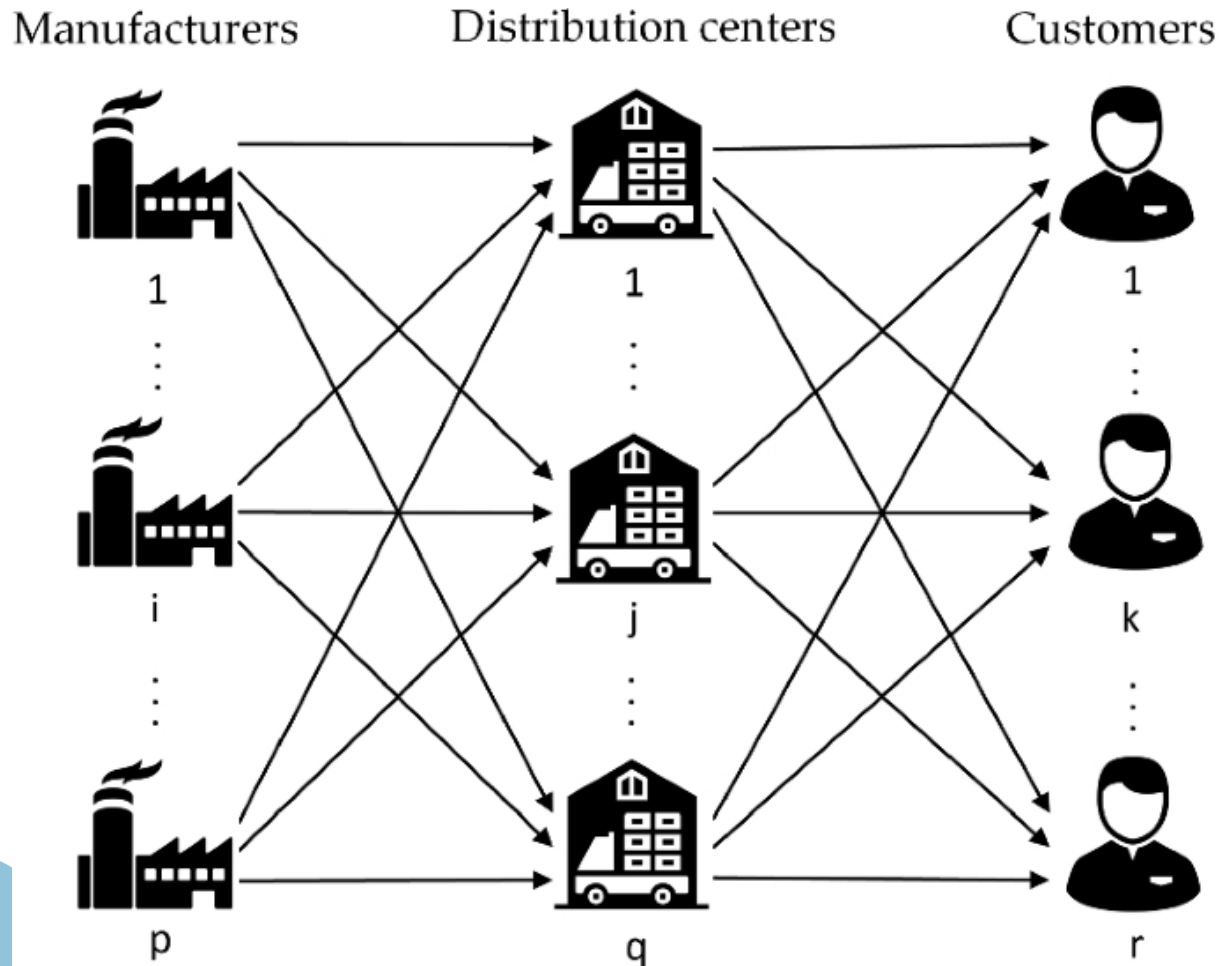 Manufacturers Distribution centers Customers
1 1 1
⋮ ⋮ ⋮
i j k
⋮ ⋮ ⋮
p q r